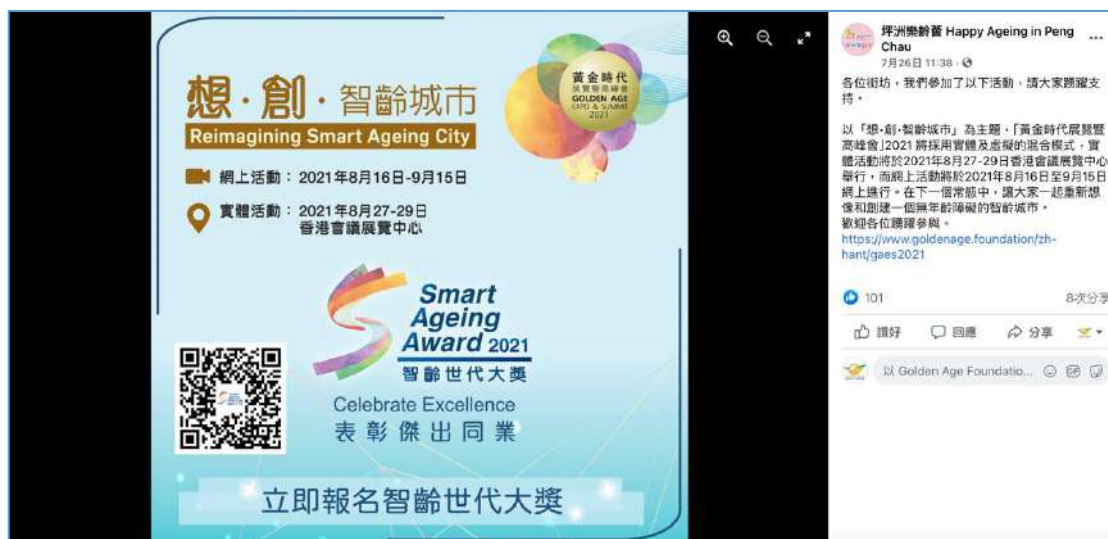 想·創·智齡城市
Reimagining Smart Ageing City
黃金時代
展覽暨高峰會
GOLDEN AGE
EXPO & SUMMIT
2021
網上活動：2021年8月16日-9月15日
實體活動：2021年8月27-29日
香港會議展覽中心
Smart
Ageing
Award 2021
智齡世代大獎
Celebrate Excellence
表彰傑出同業
立即報名智齡世代大獎
坪洲樂齡薈 Happy Ageing in Peng
Chau
7月26日 11:38 ·
各位街坊，我們參加了以下活動，請大家踴躍支
持。
以「想·創·智齡城市」為主題，「黃金時代展覽暨
高峰會」2021 將採用實體及虛擬的混合模式，實
體活動將於2021年8月27-29日香港會議展覽中心
舉行，而網上活動將於2021年8月16日至9月15日
網上進行。在下一個常態中，讓大家一起重新想
像和創建一個無年齡障礙的智齡城市。
歡迎各位踴躍參與。
https://www.goldenage.foundation/zh-
hant/gaes2021
101
8次分享
讚好
回應
分享
以 Golden Age Foundatio...
GIF